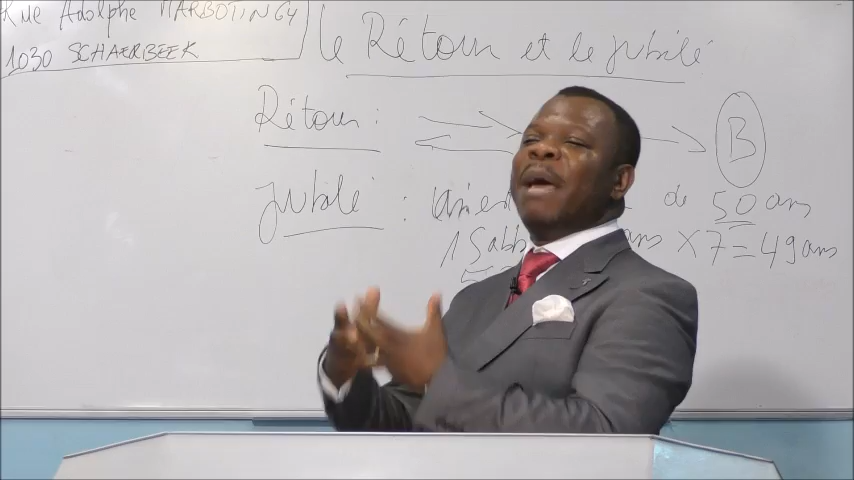 Rue Adolphe MARBOTIN 64
1030 SCHAERBEEK
le Rétour et le jubilé
Rétour :
B
Jubilé : de 50 ans
1 Sabb ans X 7 = 49 ans